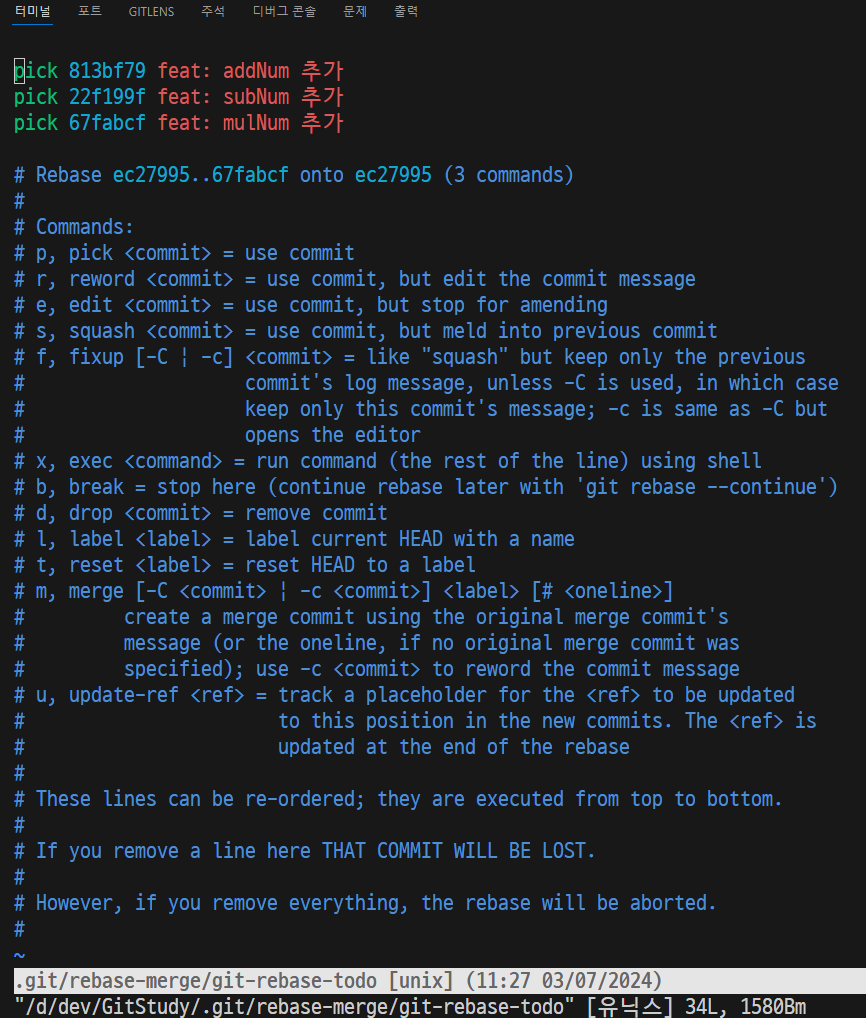 터미널 포트 GITLENS 주석 디버그 콘솔 문제 출력
pick 813bf79 feat: addNum 추가
pick 22f199f feat: subNum 추가
pick 67fabcf feat: mulNum 추가
# Rebase ec27995..67fabcf onto ec27995 (3 commands)
#
# Commands:
# p, pick <commit> = use commit
# r, reword <commit> = use commit, but edit the commit message
# e, edit <commit> = use commit, but stop for amending
# s, squash <commit> = use commit, but meld into previous commit
# f, fixup [-C ¦ -c] <commit> = like "squash" but keep only the previous
#                    commit's log message, unless -C is used, in which case
#                    keep only this commit's message; -c is same as -C but
#                    opens the editor
# x, exec <command> = run command (the rest of the line) using shell
# b, break = stop here (continue rebase later with 'git rebase --continue')
# d, drop <commit> = remove commit
# l, label <label> = label current HEAD with a name
# t, reset <label> = reset HEAD to a label
# m, merge [-C <commit> ¦ -c <commit>] <label> [# <oneline>]
#         create a merge commit using the original merge commit's
#         message (or the oneline, if no original merge commit was
#         specified); use -c <commit> to reword the commit message
# u, update-ref <ref> = track a placeholder for the <ref> to be updated
#                       to this position in the new commits. The <ref> is
#                       updated at the end of the rebase
#
# These lines can be re-ordered; they are executed from top to bottom.
#
# If you remove a line here THAT COMMIT WILL BE LOST.
#
# However, if you remove everything, the rebase will be aborted.
#
~
.git/rebase-merge/git-rebase-todo [unix] (11:27 03/07/2024)
"/d/dev/GitStudy/.git/rebase-merge/git-rebase-todo" [유닉스] 34L, 1580Bm